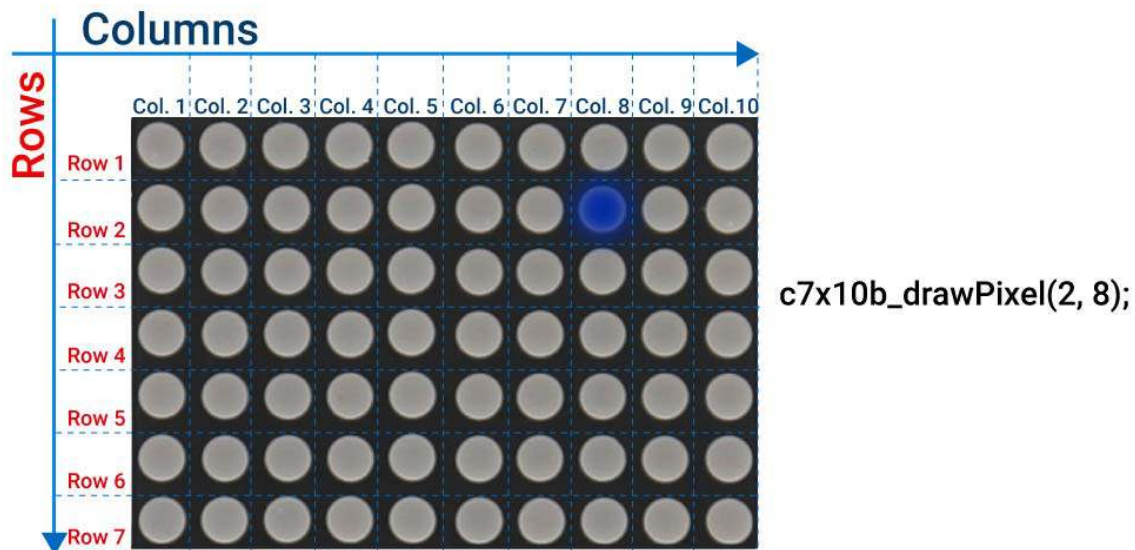 Columns
Rows
Col. 1 Col. 2 Col. 3 Col. 4 Col. 5 Col. 6 Col. 7 Col. 8 Col. 9 Col.10
Row 1
Row 2
Row 3
c7x10b_drawPixel(2, 8);
Row 4
Row 5
Row 6
Row 7